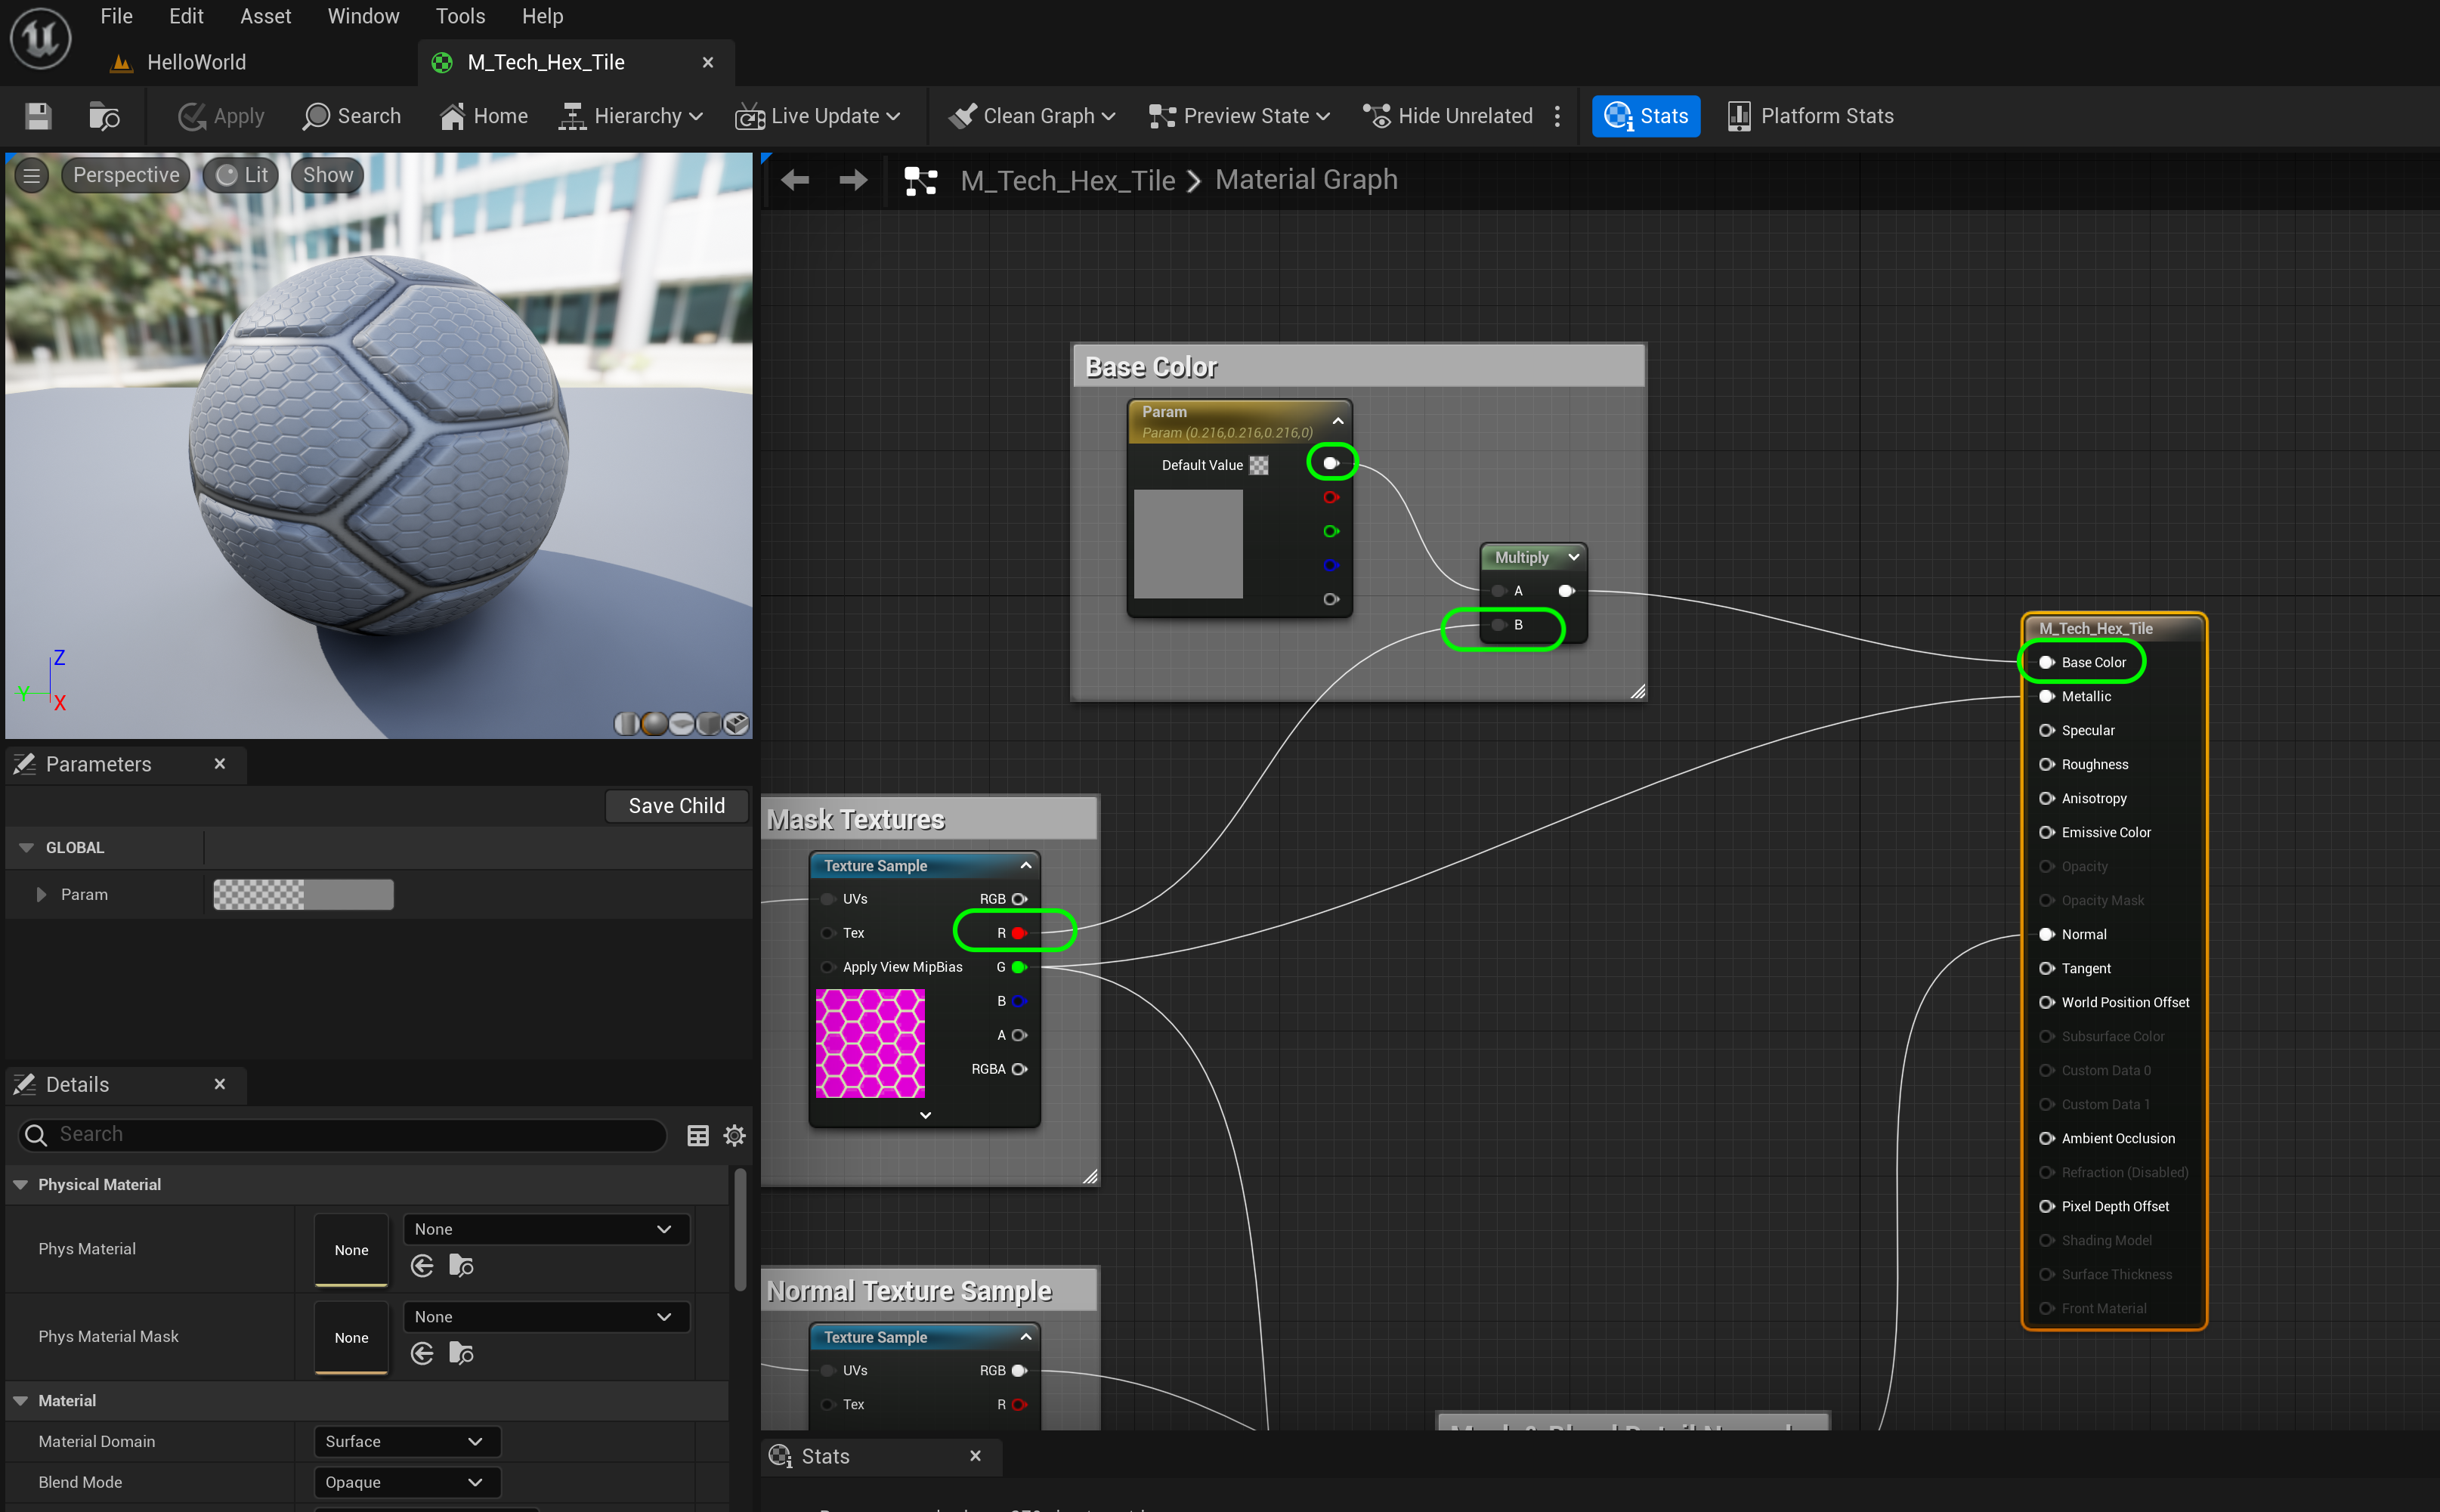 File Edit Asset Window Tools Help
HelloWorld
M_Tech_Hex_Tile
Apply Search Home Hierarchy Live Update Clean Graph Preview State Hide Unrelated Stats Platform Stats
Perspective Lit Show
Z
Y
X
M_Tech_Hex_Tile Material Graph
Base Color
Param
Param (0.216,0.216,0.216,0)
Default Value
Multiply
A
B
Mask Textures
Texture Sample
UVs RGB
Tex R
Apply View MipBias G
B
A
RGBA
Normal Texture Sample
Texture Sample
UVs RGB
Tex R
M_Tech_Hex_Tile
Base Color
Metallic
Specular
Roughness
Anisotropy
Emissive Color
Opacity
Opacity Mask
Normal
Tangent
World Position Offset
Subsurface Color
Custom Data 0
Custom Data 1
Ambient Occlusion
Refraction (Disabled)
Pixel Depth Offset
Shading Model
Surface Thickness
Front Material
Parameters
Save Child
GLOBAL
Param
Details
Search
Physical Material
Phys Material None None
Phys Material Mask None None
Material
Material Domain Surface
Blend Mode Opaque
Stats